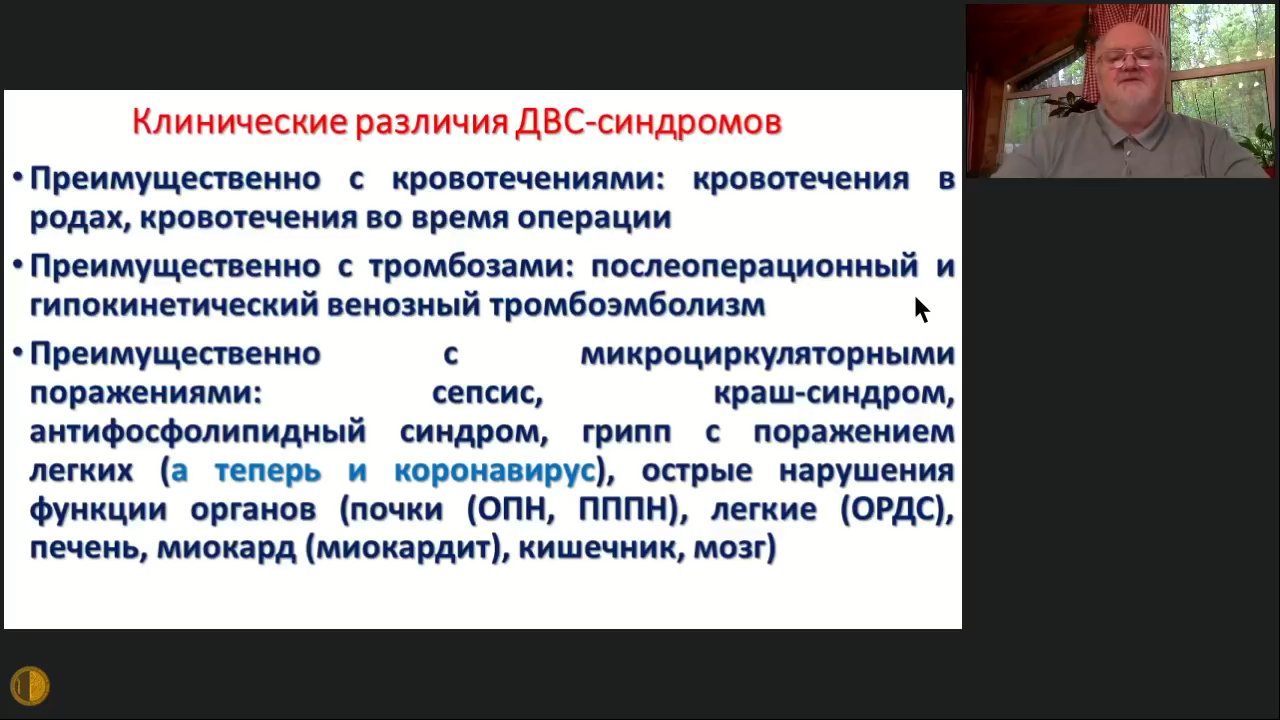 Клинические различия ДВС-синдромов
• Преимущественно с кровотечениями: кровотечения в
родах, кровотечения во время операции
• Преимущественно с тромбозами: послеоперационный и
гипокинетический венозный тромбоэмболизм
• Преимущественно с микроциркуляторными
поражениями: сепсис, краш-синдром,
антифосфолипидный синдром, грипп с поражением
легких (а теперь и коронавирус), острые нарушения
функции органов (почки (ОПН, ПППН), легкие (ОРДС),
печень, миокард (миокардит), кишечник, мозг)